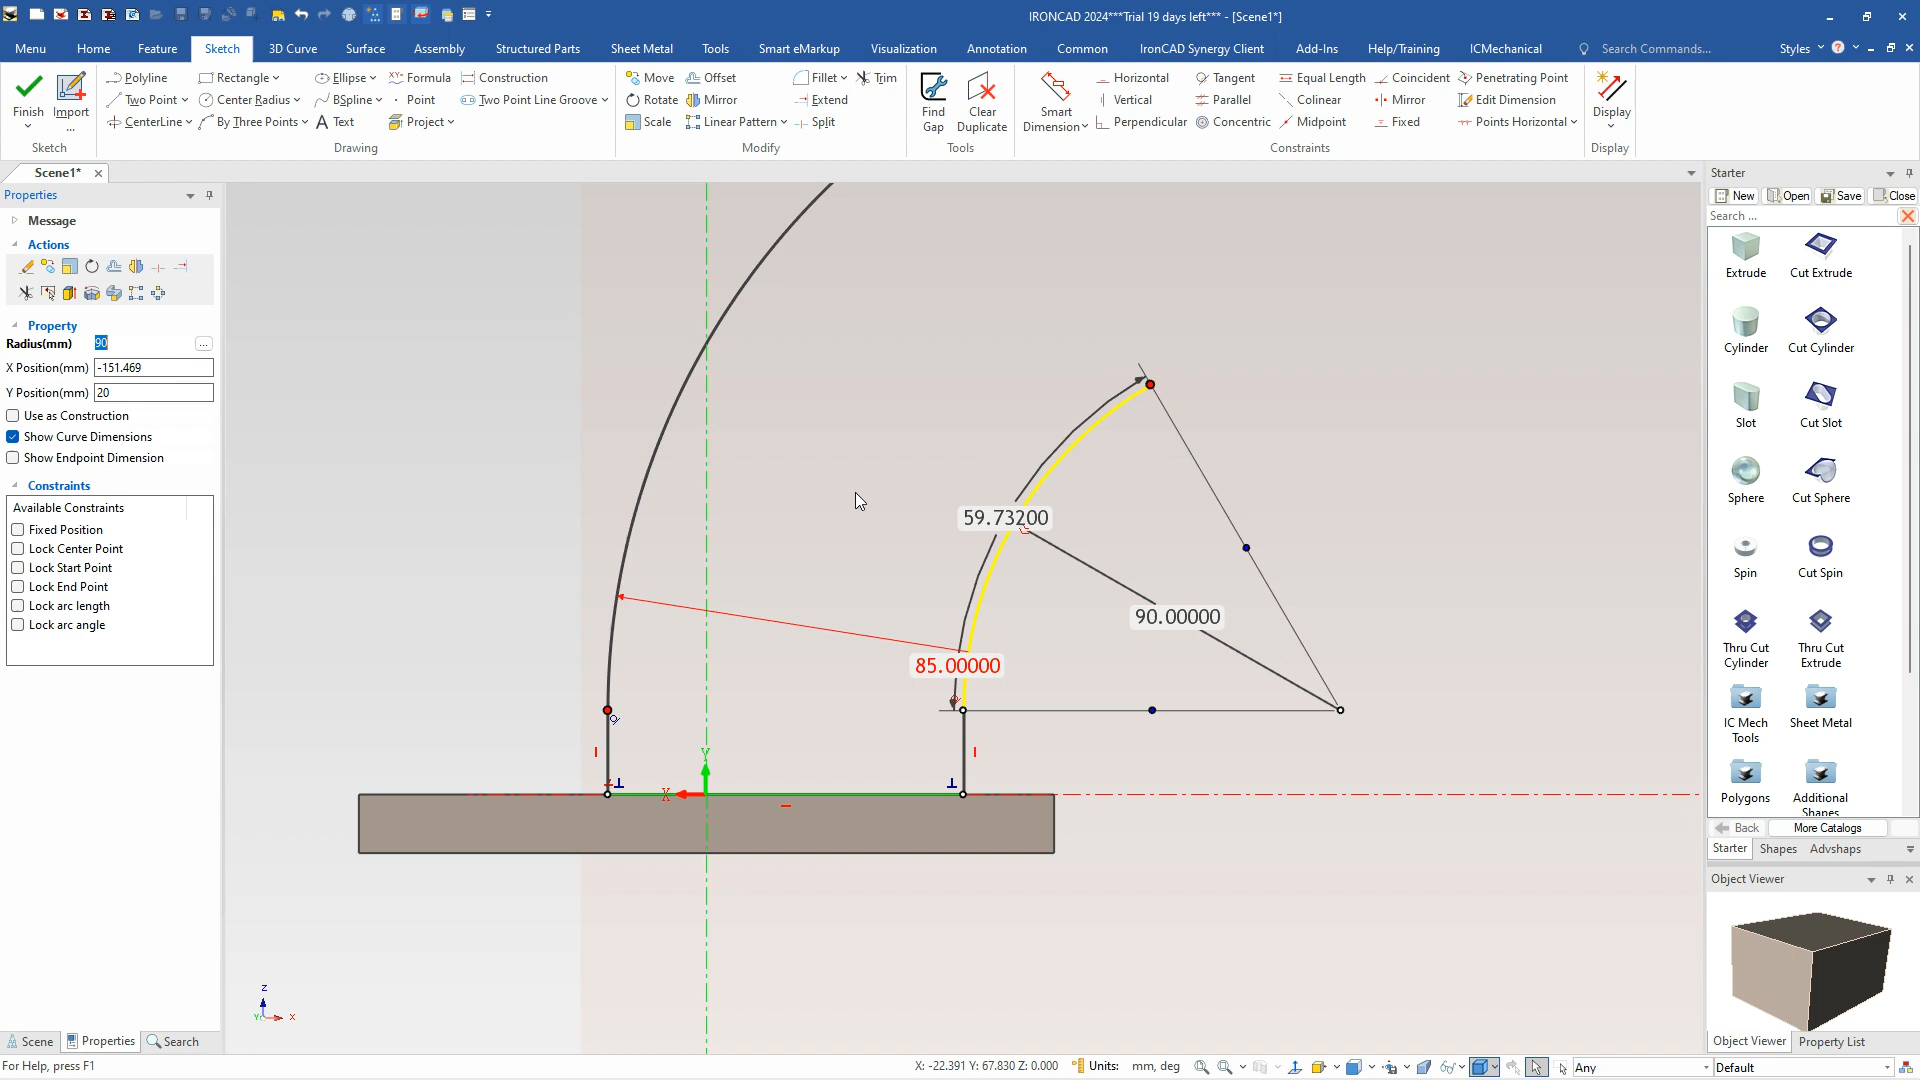 IRONCAD 2024***Trial 19 days left*** - [Scene1*]
Menu Home Feature Sketch 3D Curve Surface Assembly Structured Parts Sheet Metal Tools Smart eMarkup Visualization Annotation Common IronCAD Synergy Client Add-Ins Help/Training ICMechanical Search Commands... Styles
Polyline Rectangle Ellipse Formula Construction Move Offset Fillet Trim Horizontal Tangent Equal Length Coincident Penetrating Point
Two Point Center Radius BSpline Point Two Point Line Groove Rotate Mirror Extend Vertical Parallel Colinear Mirror Edit Dimension
Finish Import ... CenterLine By Three Points Text Project Scale Linear Pattern Split Find Gap Clear Duplicate Smart Dimension Perpendicular Concentric Midpoint Fixed Points Horizontal Display
Sketch Drawing Modify Tools Constraints Display
Scene1*
Properties
Message
Actions
Property
Radius(mm) 90 ...
X Position(mm) -151.469
Y Position(mm) 20
Use as Construction
Show Curve Dimensions
Show Endpoint Dimension
Constraints
Available Constraints
Fixed Position
Lock Center Point
Lock Start Point
Lock End Point
Lock arc length
Lock arc angle
Scene Properties Search
59.73200
90.00000
85.00000
Y
X
Z
Y X
Starter
New Open Save Close
Search ...
Extrude Cut Extrude
Cylinder Cut Cylinder
Slot Cut Slot
Sphere Cut Sphere
Spin Cut Spin
Thru Cut Cylinder Thru Cut Extrude
IC Mech Tools Sheet Metal
Polygons Additional Shapes
Back More Catalogs
Starter Shapes Advshaps
Object Viewer
Object Viewer Property List
For Help, press F1 X: -22.391 Y: 67.830 Z: 0.000 Units: mm, deg Any Default